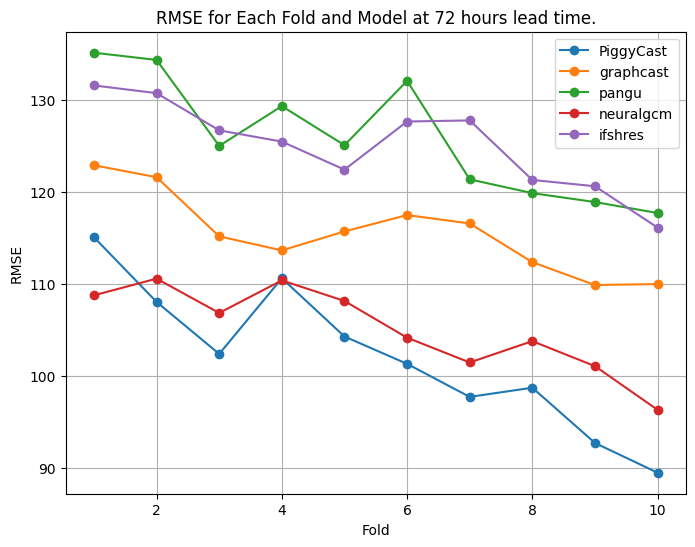 RMSE for Each Fold and Model at 72 hours lead time.
PiggyCast
graphcast
pangu
neuralgcm
ifshres
130
120
110
100
90
RMSE
2 4 6 8 10
Fold